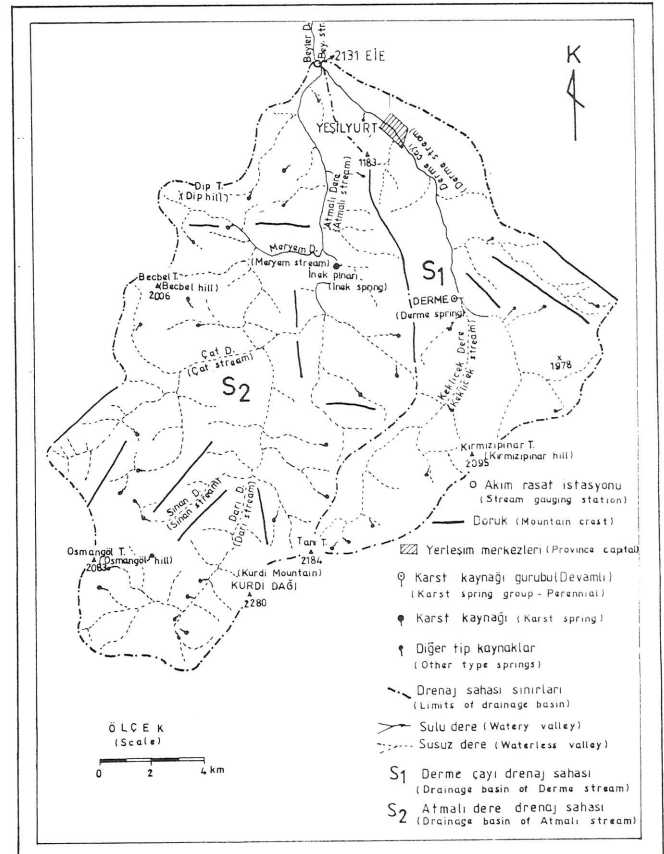 Beyler D.
Bey. str.
2131 EİE
K
YEŞİLYURT
1183
Derme çayı
(Derme stream)
Dip T.
(Dip hill)
Atmalı Dere
(Atmalı stream)
Meryem D.
(Meryem stream)
İnek pınarı
(İnek spring)
S1
DERME
(Derme spring)
Becbel T.
(Becbel hill)
2006
Çat D.
(Çat stream)
S2
Keklicek Dere
Keklicek stream)
x
1978
Kırmızıpınar T.
(Kırmızıpınar hill)
2095
Sinan D.
(Sinan stream)
Darı D.
(Darı stream)
Osmangöl T.
(Osmangöl hill)
2083
Tanı T.
2184
(Kurdi Mountain)
KURDİ DAĞI
2280
Akım rasat istasyonu
(Stream gauging station)
Doruk (Mountain crest)
Yerleşim merkezleri (Province capital)
Karst kaynağı gurubu (Devamlı)
(Karst spring group - Perennial)
Karst kaynağı (Karst spring)
Diğer tip kaynaklar
(Other type springs)
Drenaj sahası sınırları
(Limits of drainage basin)
Sulu dere (Watery valley)
Susuz dere (Waterless valley)
S1 Derme çayı drenaj sahası
(Drainage basin of Derme stream)
S2 Atmalı dere drenaj sahası
(Drainage basin of Atmalı stream)
ÖLÇEK
(Scale)
0 2 4 km